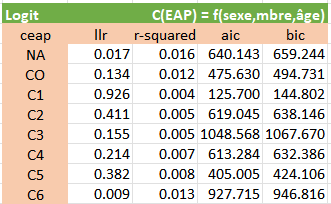 Logit C(EAP) = f(sexe,mbre,âge)
ceap llr r-squared aic bic
NA 0.017 0.016 640.143 659.244
CO 0.134 0.012 475.630 494.731
C1 0.926 0.004 125.700 144.802
C2 0.411 0.005 619.045 638.146
C3 0.155 0.005 1048.568 1067.670
C4 0.214 0.007 613.284 632.386
C5 0.382 0.008 405.005 424.106
C6 0.009 0.013 927.715 946.816